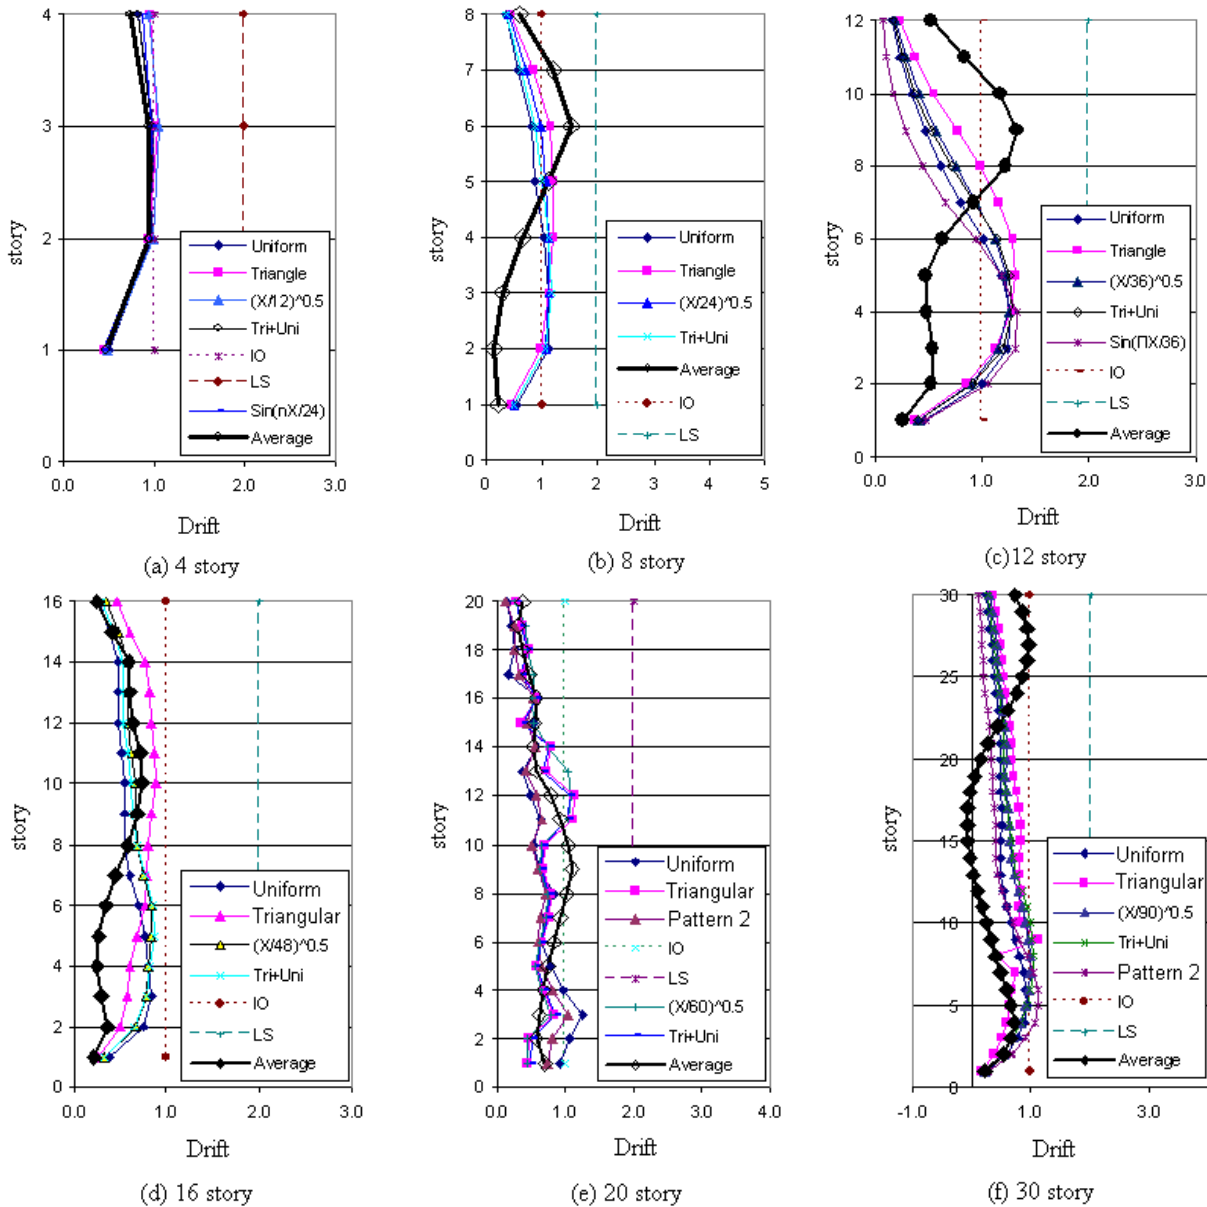 4
3
2
1
0
story
0.0 1.0 2.0 3.0
Drift
Uniform
Triangle
(X/12)^0.5
Tri+Uni
IO
LS
Sin(nX/24)
Average
(a) 4 story
8
7
6
5
4
3
2
1
0
story
0 1 2 3 4 5
Drift
Uniform
Triangle
(X/24)^0.5
Tri+Uni
Average
IO
LS
(b) 8 story
12
10
8
6
4
2
0
story
0.0 1.0 2.0 3.0
Drift
Uniform
Triangle
(X/36)^0.5
Tri+Uni
Sin(ΠX/36)
IO
LS
Average
(c)12 story
16
14
12
10
8
6
4
2
0
story
0.0 1.0 2.0 3.0
Drift
Uniform
Triangular
(X/48)^0.5
Tri+Uni
IO
LS
Average
(d) 16 story
20
18
16
14
12
10
8
6
4
2
0
story
0.0 1.0 2.0 3.0 4.0
Drift
Uniform
Triangular
Pattern 2
IO
LS
(X/60)^0.5
Tri+Uni
Average
(e) 20 story
30
25
20
15
10
5
0
story
-1.0 1.0 3.0
Drift
Uniform
Triangular
(X/90)^0.5
Tri+Uni
Pattern 2
IO
LS
Average
(f) 30 story